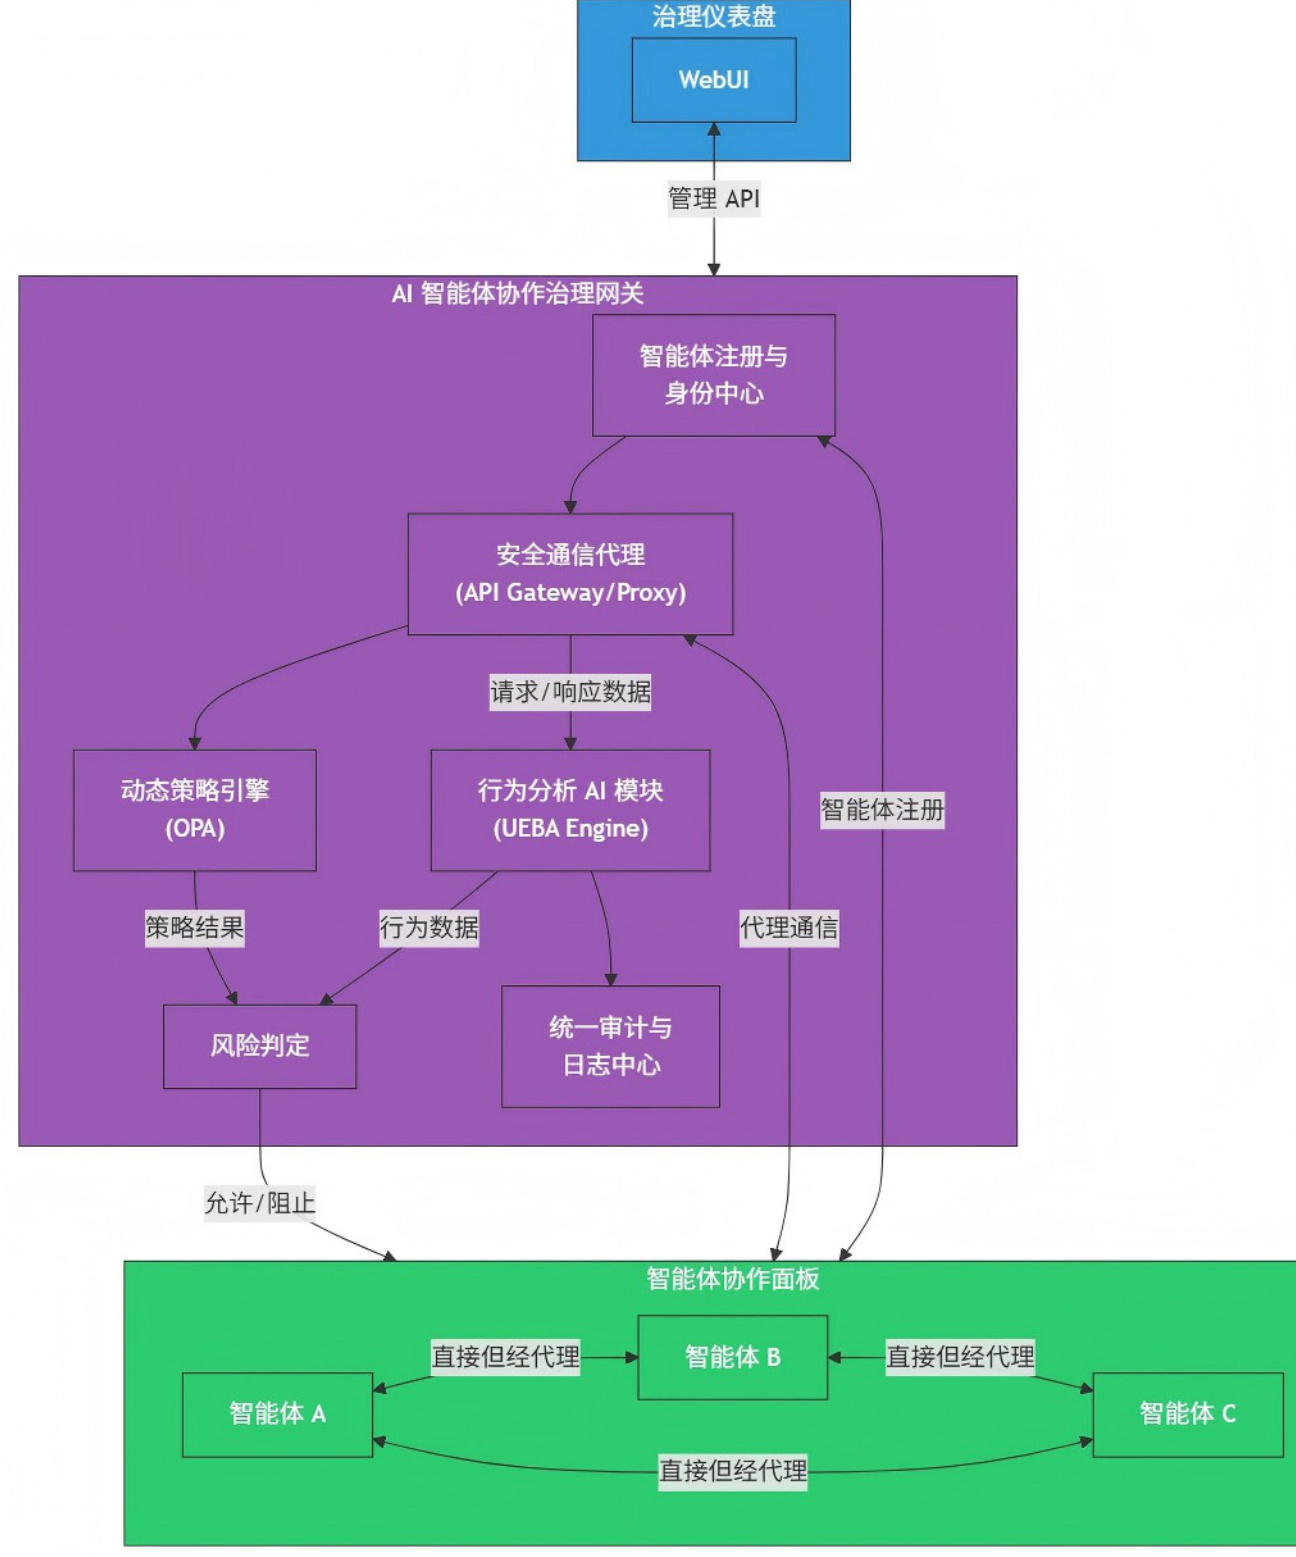 治理仪表盘
WebUI
管理 API
AI 智能体协作治理网关
智能体注册与
身份中心
安全通信代理
(API Gateway/Proxy)
请求/响应数据
动态策略引擎
(OPA)
行为分析 AI 模块
(UEBA Engine)
智能体注册
策略结果
行为数据
代理通信
风险判定
统一审计与
日志中心
允许/阻止
智能体协作面板
直接但经代理
智能体 B
直接但经代理
智能体 A
智能体 C
直接但经代理